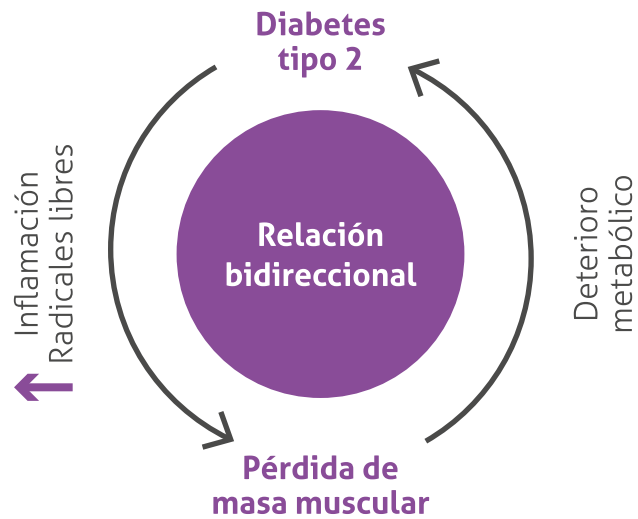 Diabetes
tipo 2
Inflamación
Radicales libres
Relación
bidireccional
Deterioro
metabólico
Pérdida de
masa muscular